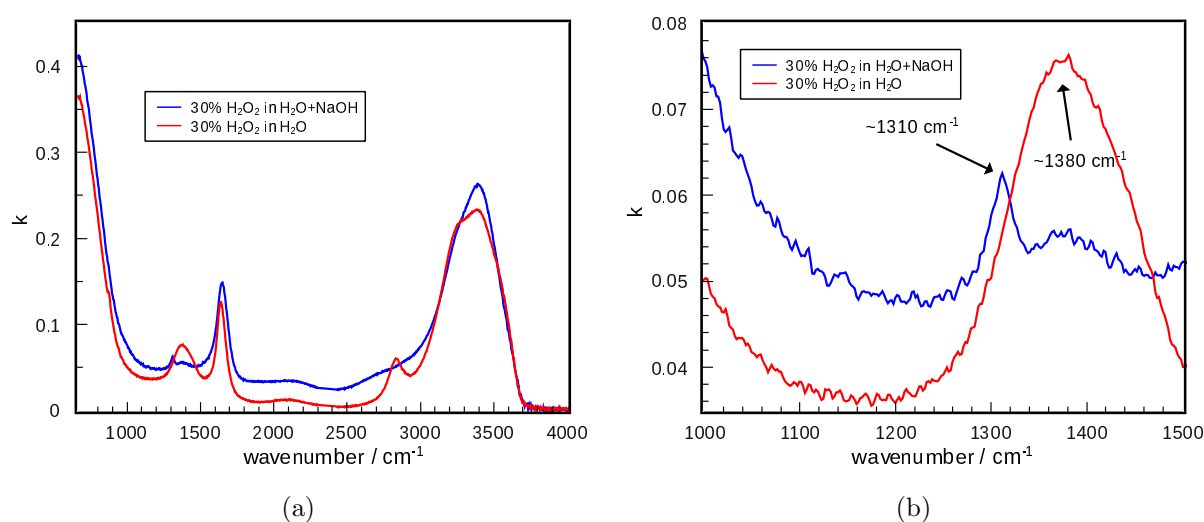 0.4
0.3
0.2
0.1
0
k
30% H₂O₂ in H₂O+NaOH
30% H₂O₂ in H₂O
1000 1500 2000 2500 3000 3500 4000
wavenumber / cm⁻¹
(a)
0.08
0.07
0.06
0.05
0.04
k
30% H₂O₂ in H₂O+NaOH
30% H₂O₂ in H₂O
~1310 cm⁻¹
~1380 cm⁻¹
1000 1100 1200 1300 1400 1500
wavenumber / cm⁻¹
(b)